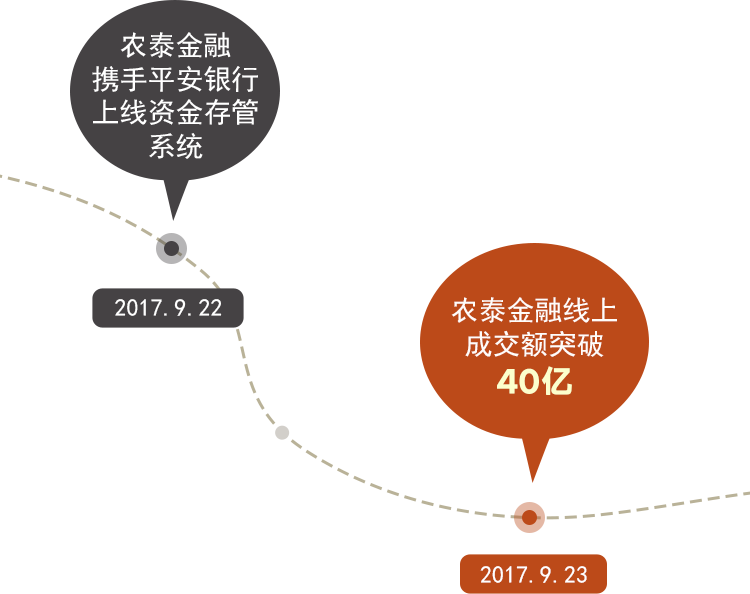 农泰金融
携手平安银行
上线资金存管
系统
2017.9.22
农泰金融线上
成交额突破
40亿
2017.9.23